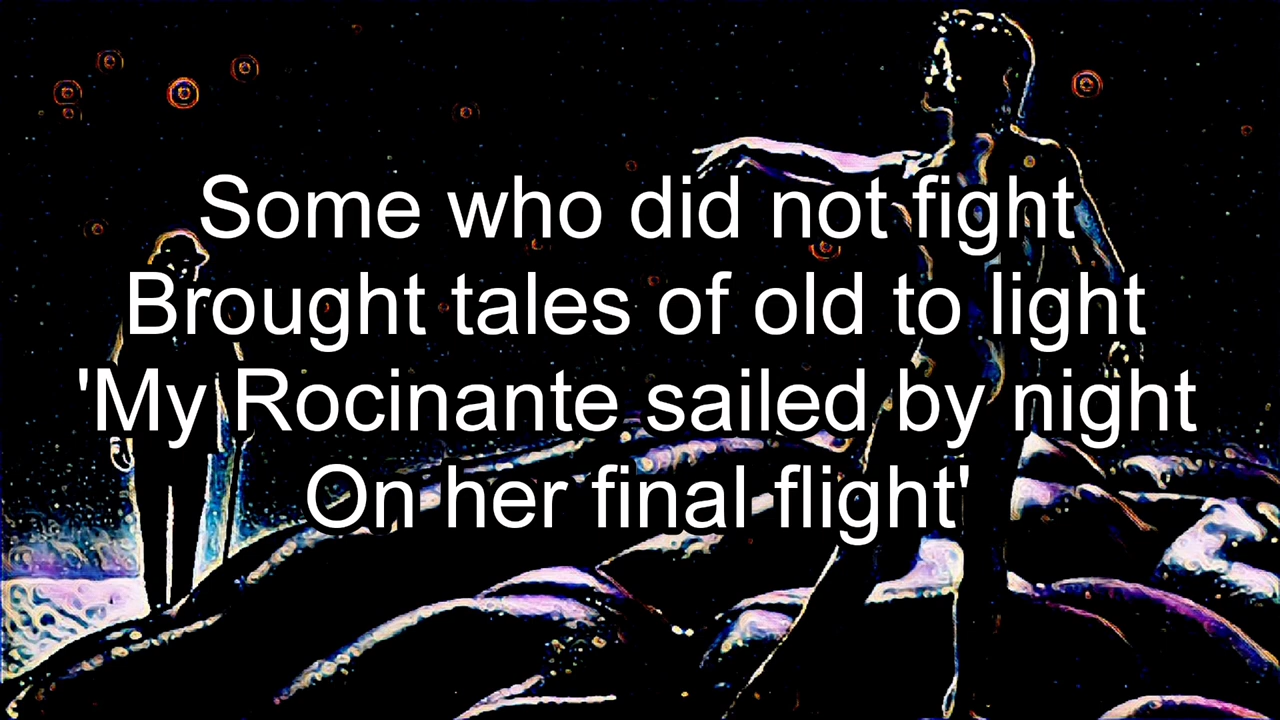 Some who did not fight
Brought tales of old to light
'My Rocinante sailed by night
On her final flight'